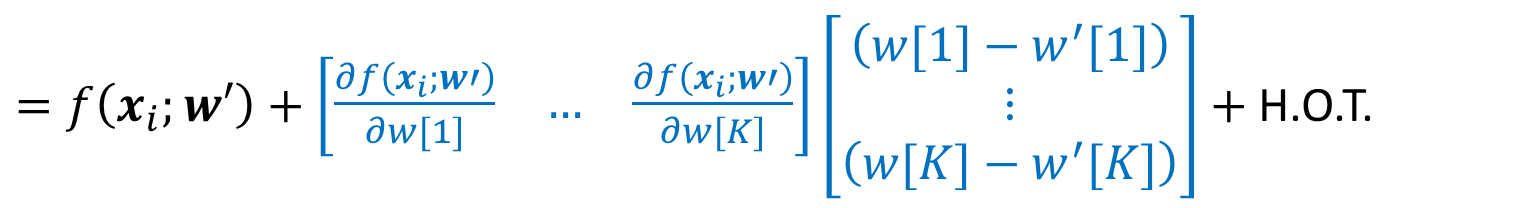 = f(𝒙ᵢ; 𝒘′) + [∂f(𝒙ᵢ;𝒘′)/∂w[1] … ∂f(𝒙ᵢ;𝒘′)/∂w[K]] [(w[1] − w′[1]) ⋮ (w[K] − w′[K])] + H.O.T.